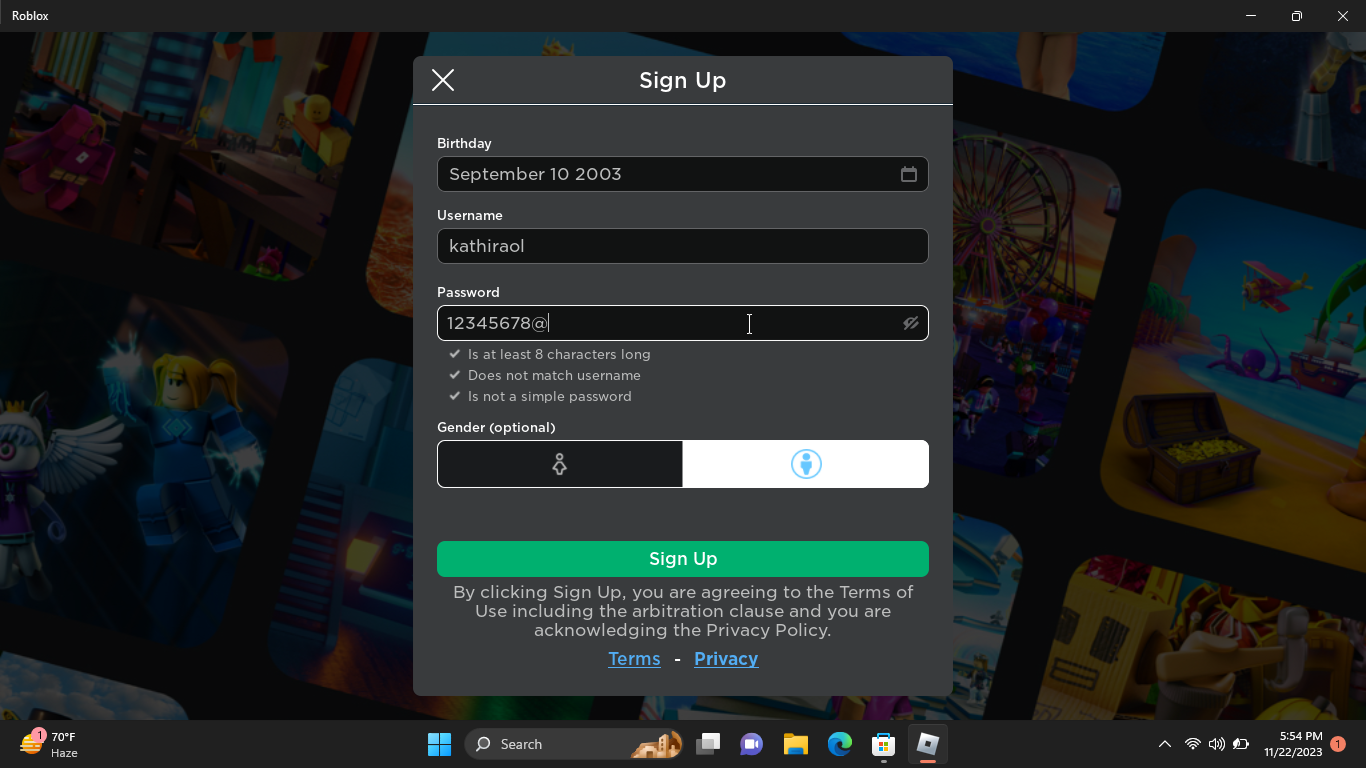 Roblox
Sign Up
Birthday
September 10 2003
Username
kathiraol
Password
12345678@
Is at least 8 characters long
Does not match username
Is not a simple password
Gender (optional)
Sign Up
By clicking Sign Up, you are agreeing to the Terms of
Use including the arbitration clause and you are
acknowledging the Privacy Policy.
Terms - Privacy
1
70°F
Haze
Search
5:54 PM
11/22/2023
1